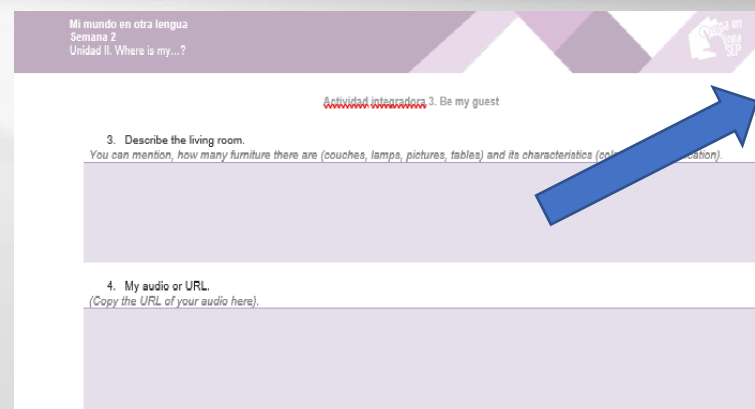 Mi mundo en otra lengua
Semana 2
Unidad II. Where is my...?
Actividad integradora 3. Be my guest
3. Describe the living room.
You can mention, how many furniture there are (couches, lamps, pictures, tables) and its characteristics
4. My audio or URL.
(Copy the URL of your audio here).